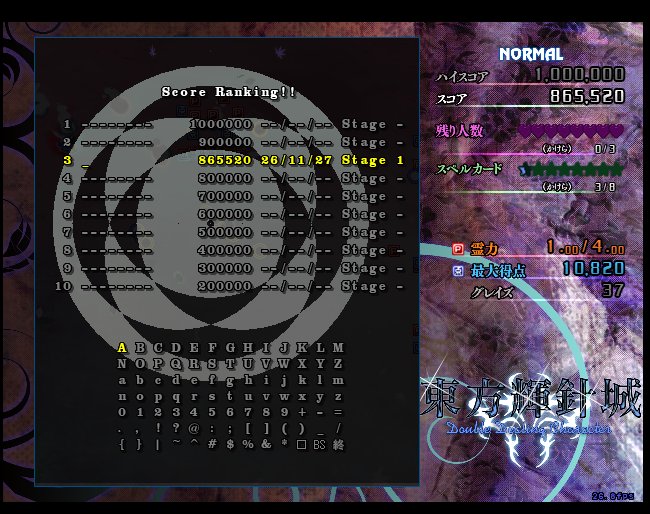 Score Ranking!!
1 -------- 1000000 --/--/-- Stage -
2 -------- 900000 --/--/-- Stage -
3 _ 865520 26/11/27 Stage 1
4 -------- 800000 --/--/-- Stage -
5 -------- 700000 --/--/-- Stage -
6 -------- 600000 --/--/-- Stage -
7 -------- 500000 --/--/-- Stage -
8 -------- 400000 --/--/-- Stage -
9 -------- 300000 --/--/-- Stage -
10 -------- 200000 --/--/-- Stage -
A B C D E F G H I J K L M
N O P Q R S T U V W X Y Z
a b c d e f g h i j k l m
n o p q r s t u v w x y z
0 1 2 3 4 5 6 7 8 9 + - =
. , ! ? @ : ; [ ] ( ) _ /
{ } | ~ ^ # $ % & * □ BS 終
NORMAL
ハイスコア 1,000,000
スコア 865,520
残り人数
(かけら) 0/3
スペルカード
(かけら) 3/8
P 霊力 1.00/4.00
最大得点 10,820
グレイズ 37
東方輝針城
Double Dealing Character
26.8fps